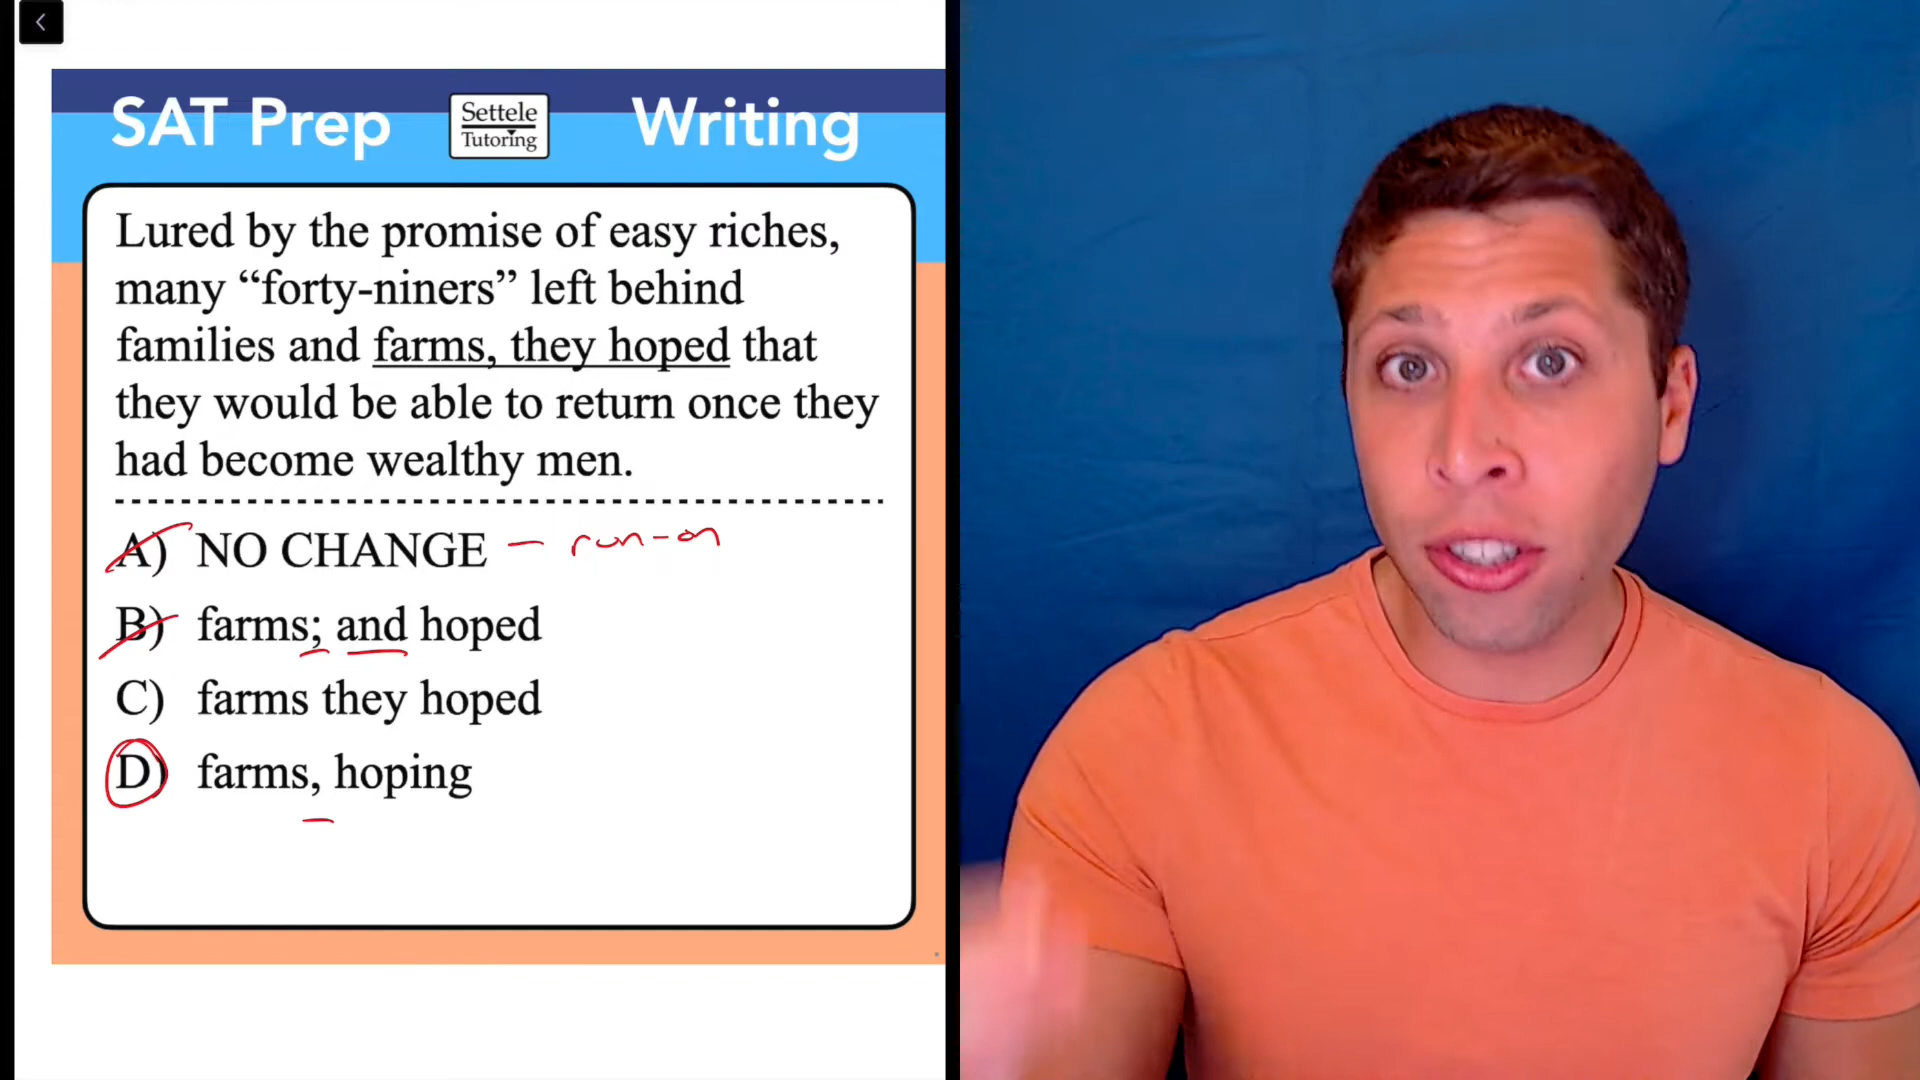 SAT Prep
Settele
Tutoring
Writing
Lured by the promise of easy riches,
many “forty-niners” left behind
families and farms, they hoped that
they would be able to return once they
had become wealthy men.
A) NO CHANGE – run-on
B) farms; and hoped
C) farms they hoped
D) farms, hoping